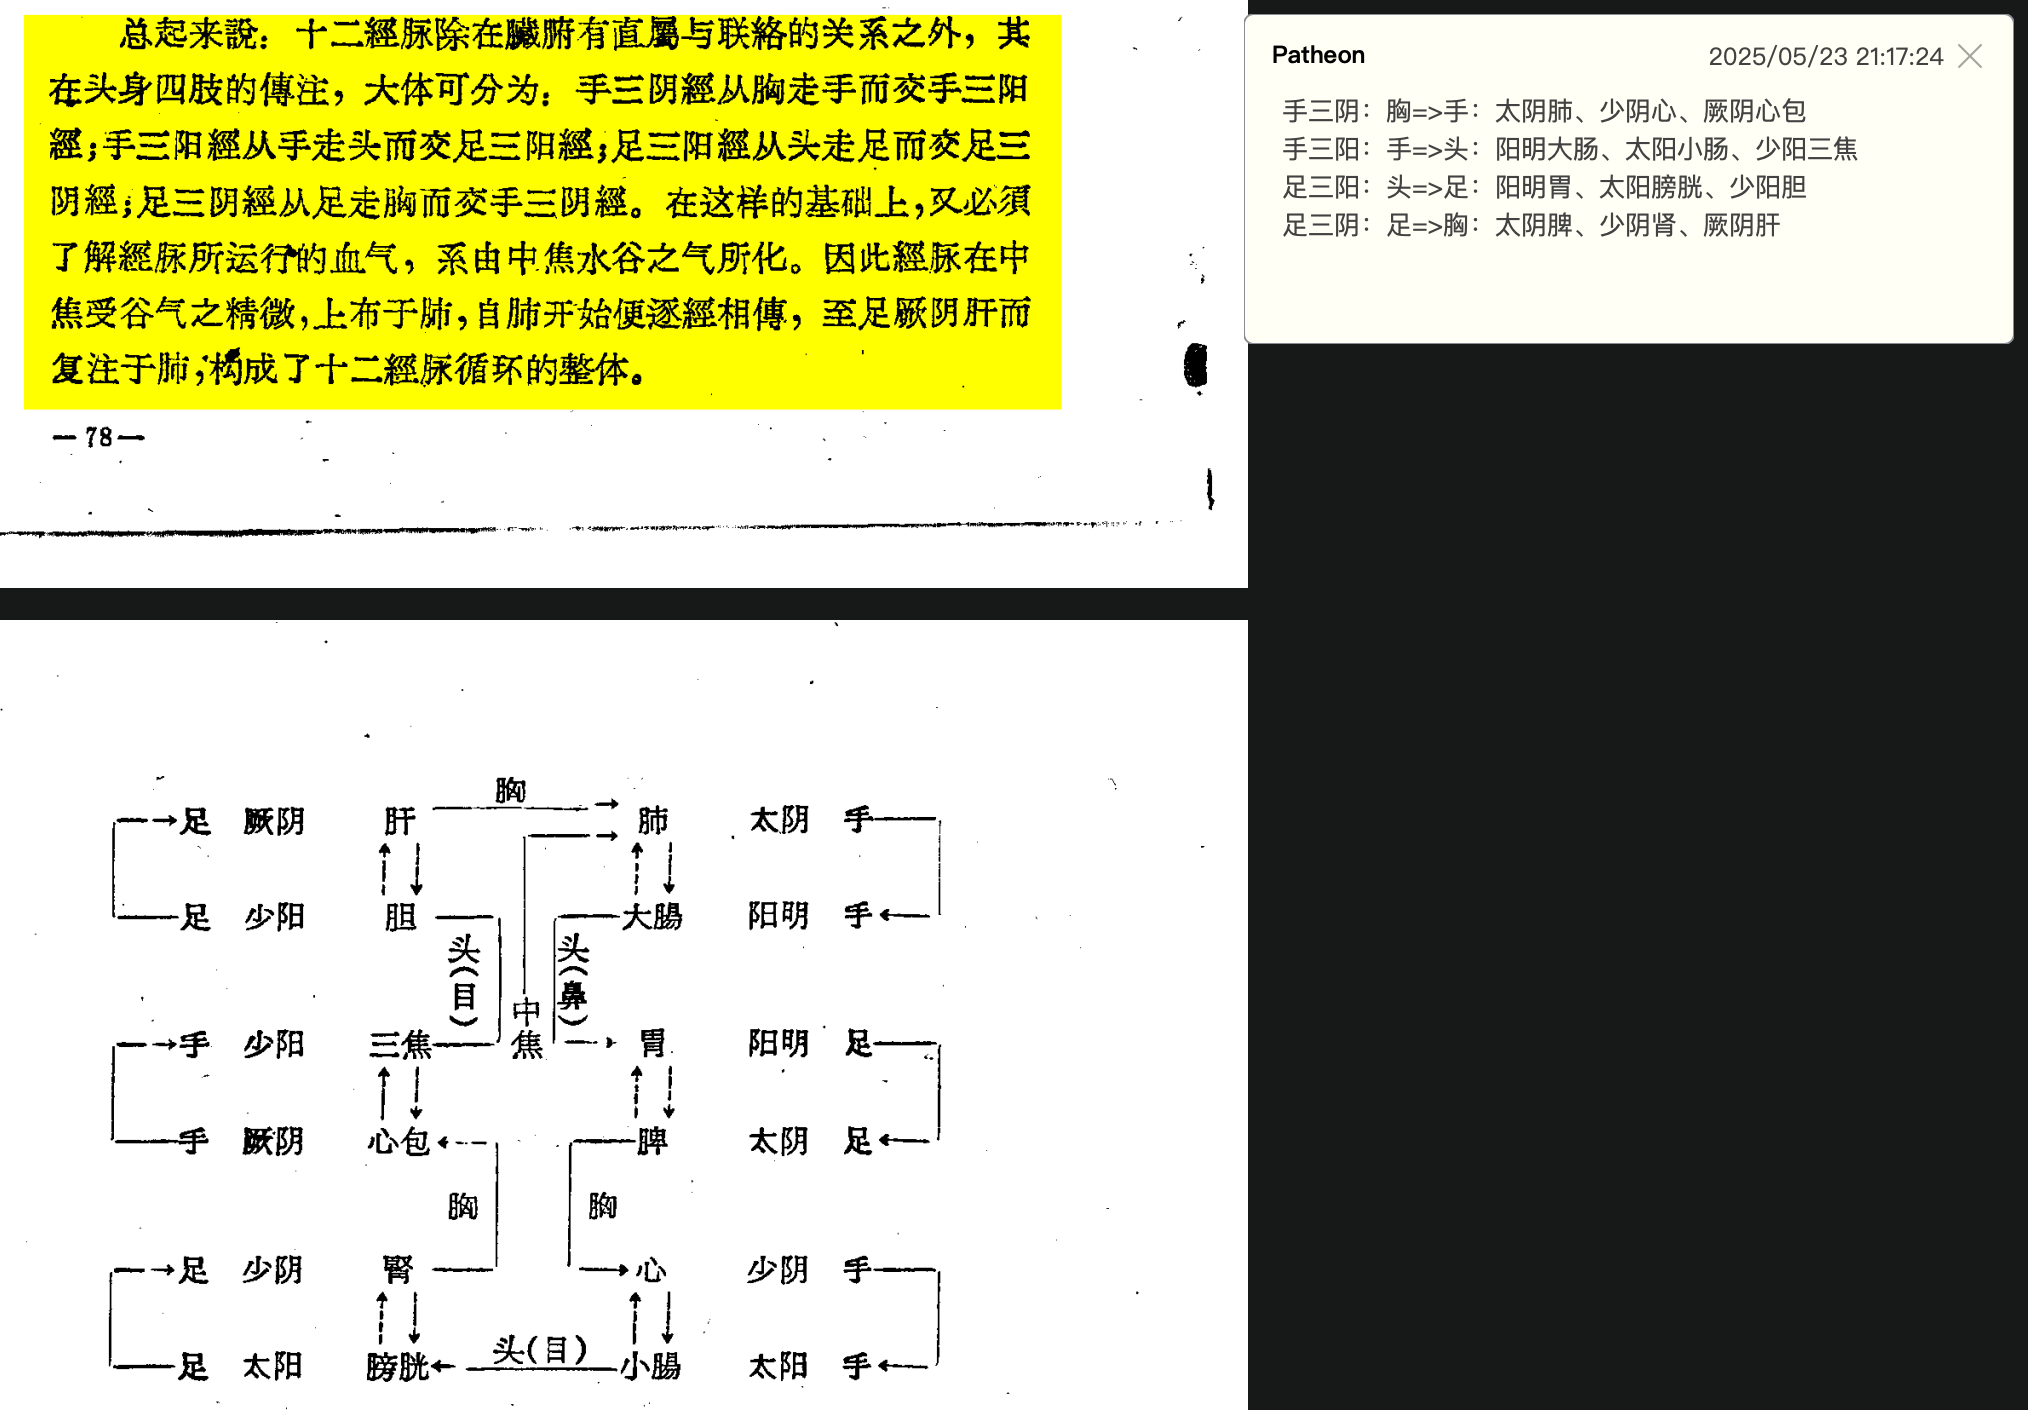 总起来說：十二經脉除在臟腑有直屬与联絡的关系之外，其
在头身四肢的傳注，大体可分为：手三阴經从胸走手而交手三阳
經;手三阳經从手走头而交足三阳經;足三阳經从头走足而交足三
阴經;足三阴經从足走胸而交手三阴經。在这样的基础上,又必須
了解經脉所运行的血气，系由中焦水谷之气所化。因此經脉在中
焦受谷气之精微,上布于肺,自肺开始便逐經相傳，至足厥阴肝而
复注于肺,构成了十二經脉循环的整体。
—78—
Patheon 2025/05/23 21:17:24
手三阴：胸=>手：太阴肺、少阴心、厥阴心包
手三阳：手=>头：阳明大肠、太阳小肠、少阳三焦
足三阳：头=>足：阳明胃、太阳膀胱、少阳胆
足三阴：足=>胸：太阴脾、少阴肾、厥阴肝
胸
足 厥阴 肝 肺 太阴 手
足 少阳 胆 大腸 阳明 手
头(目) 头(鼻)
手 少阳 三焦 中焦 胃 阳明 足
手 厥阴 心包 脾 太阴 足
胸 胸
足 少阴 腎 心 少阴 手
头(目)
足 太阳 膀胱 小腸 太阳 手